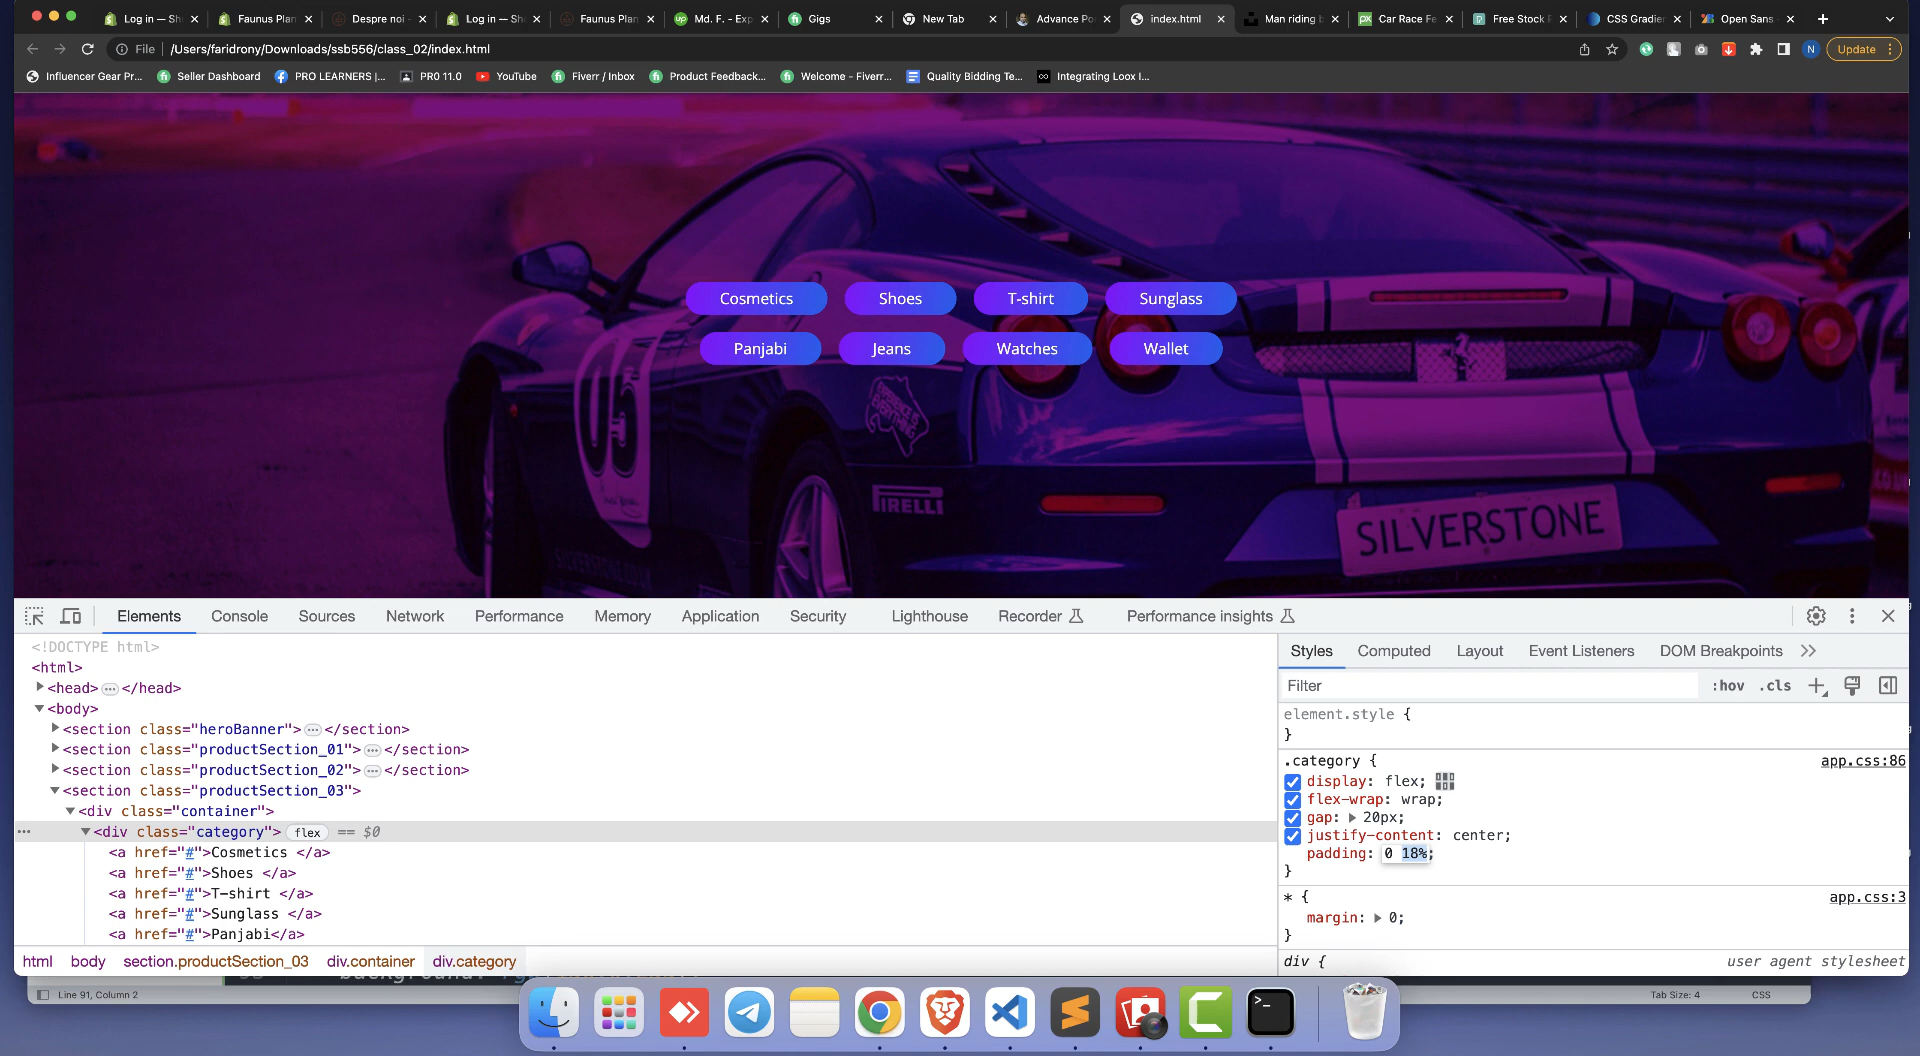 Log in — Sh
Faunus Plan
Despre noi -
Log in — Sh
Faunus Plan
Md. F. - Exp
Gigs
New Tab
Advance Po
index.html
Man riding b
Car Race Fe
Free Stock P
CSS Gradie
Open Sans -
File
/Users/faridrony/Downloads/ssb556/class_02/index.html
N
Update
Influencer Gear Pr...
Seller Dashboard
PRO LEARNERS |...
PR0 11.0
YouTube
Fiverr / Inbox
Product Feedback...
Welcome - Fiverr...
Quality Bidding Te...
Integrating Loox I...
Cosmetics
Shoes
T-shirt
Sunglass
Panjabi
Jeans
Watches
Wallet
EXPERIENCE IS
EVERYTHING
PIRELLI
SILVERSTONE
Elements
Console
Sources
Network
Performance
Memory
Application
Security
Lighthouse
Recorder
Performance insights
<!DOCTYPE html>
<html>
<head> ... </head>
<body>
<section class="heroBanner"> ... </section>
<section class="productSection_01"> ... </section>
<section class="productSection_02"> ... </section>
<section class="productSection_03">
<div class="container">
... <div class="category"> flex == $0
<a href="#">Cosmetics </a>
<a href="#">Shoes </a>
<a href="#">T-shirt </a>
<a href="#">Sunglass </a>
<a href="#">Panjabi</a>
html body section.productSection_03 div.container div.category
Styles
Computed
Layout
Event Listeners
DOM Breakpoints
Filter
:hov
.cls
element.style {
}
.category {
app.css:86
display: flex;
flex-wrap: wrap;
gap: 20px;
justify-content: center;
padding: 0 18%;
}
* {
app.css:3
margin: 0;
}
div {
user agent stylesheet
Line 91, Column 2
Tab Size: 4
CSS